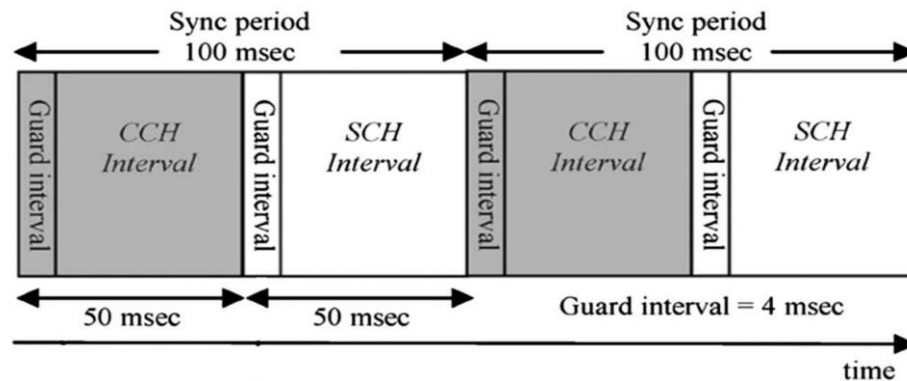 Sync period
100 msec
Sync period
100 msec
Guard interval
CCH
Interval
Guard interval
SCH
Interval
Guard interval
CCH
Interval
Guard interval
SCH
Interval
50 msec
50 msec
Guard interval = 4 msec
time